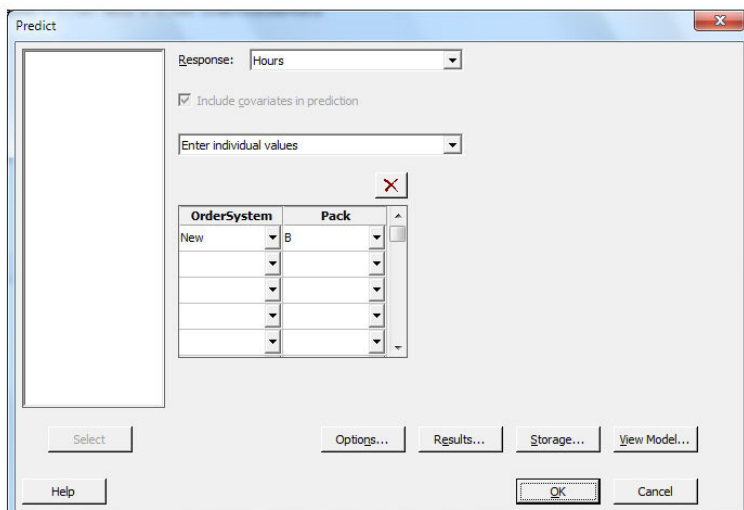 Predict
Response: Hours
Include covariates in prediction
Enter individual values
OrderSystem Pack
New B
Select
Options... Results... Storage... View Model...
Help OK Cancel